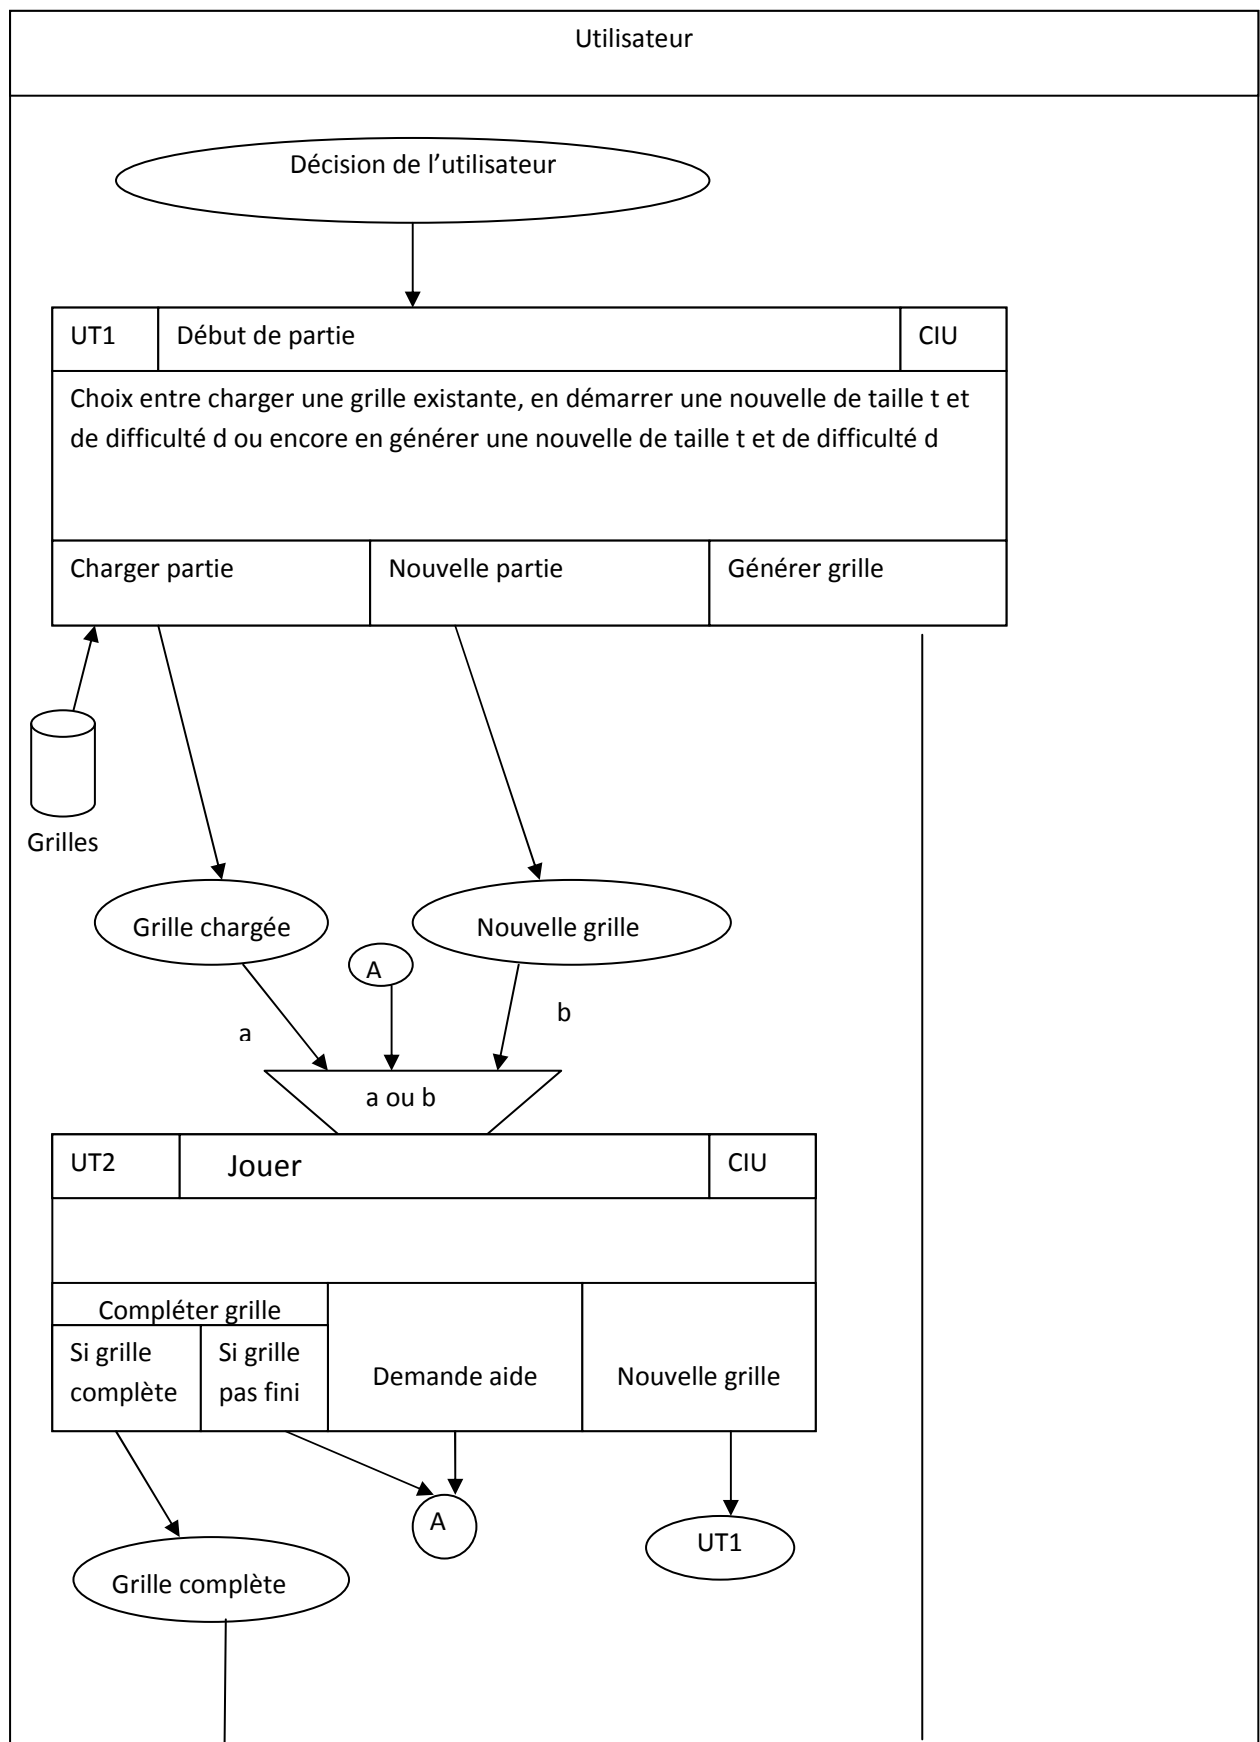 Utilisateur
Décision de l'utilisateur
UT1
Début de partie
CIU
Choix entre charger une grille existante, en démarrer une nouvelle de taille t et
de difficulté d ou encore en générer une nouvelle de taille t et de difficulté d
Charger partie
Nouvelle partie
Générer grille
Grilles
Grille chargée
Nouvelle grille
A
a
b
a ou b
UT2
Jouer
CIU
Compléter grille
Si grille
complète
Si grille
pas fini
Demande aide
Nouvelle grille
A
UT1
Grille complète